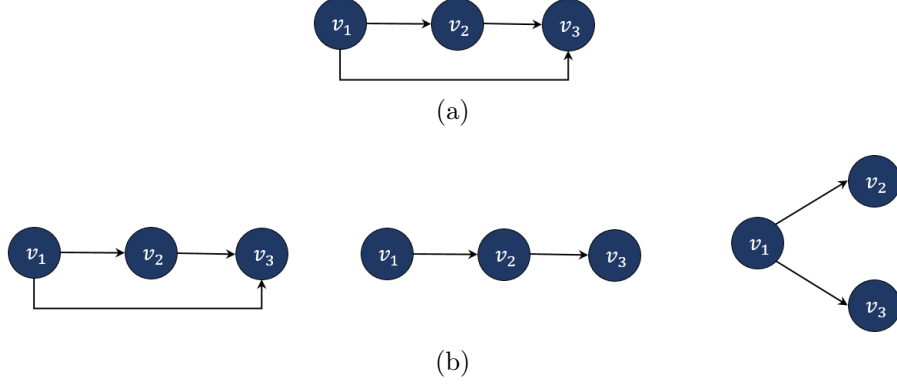 v₁ v₂ v₃
(a)
v₁ v₂ v₃ v₁ v₂ v₃ v₁ v₂ v₃
(b)